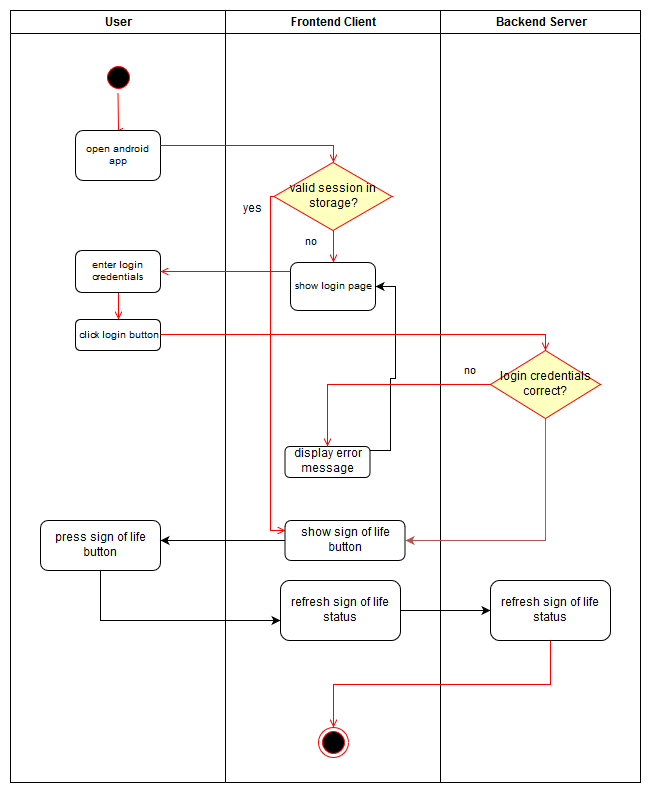 User
Frontend Client
Backend Server
open android
app
valid session in
storage?
yes
no
enter login
credentials
show login page
click login button
no
login credentials
correct?
display error
message
press sign of life
button
show sign of life
button
refresh sign of life
status
refresh sign of life
status